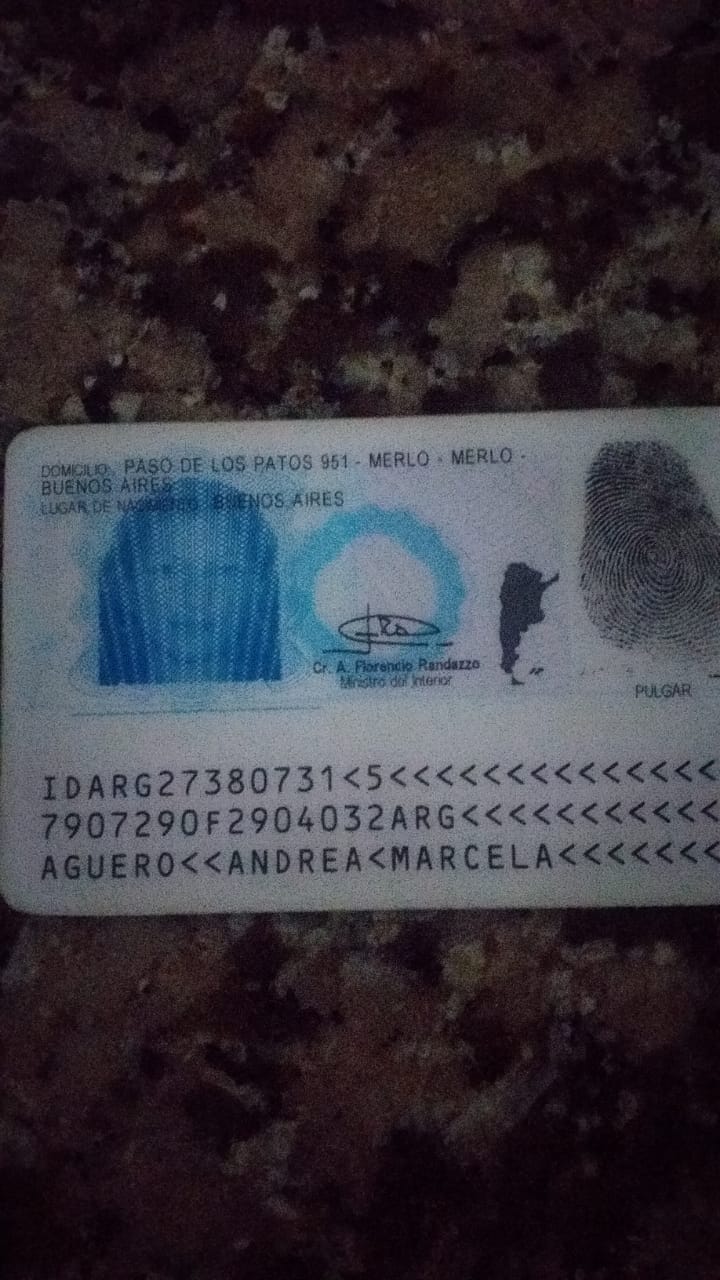 DOMICILIO: PASO DE LOS PATOS 951 - MERLO - MERLO -
BUENOS AIRES
LUGAR DE NACIMIENTO: BUENOS AIRES
Cr. A. Florencio Randazzo
Ministro del Interior
PULGAR
IDARG27380731<5<<<<<<<<<<<<<<<
7907290F2904032ARG<<<<<<<<<
AGUERO<<ANDREA<MARCELA<<<<<<<